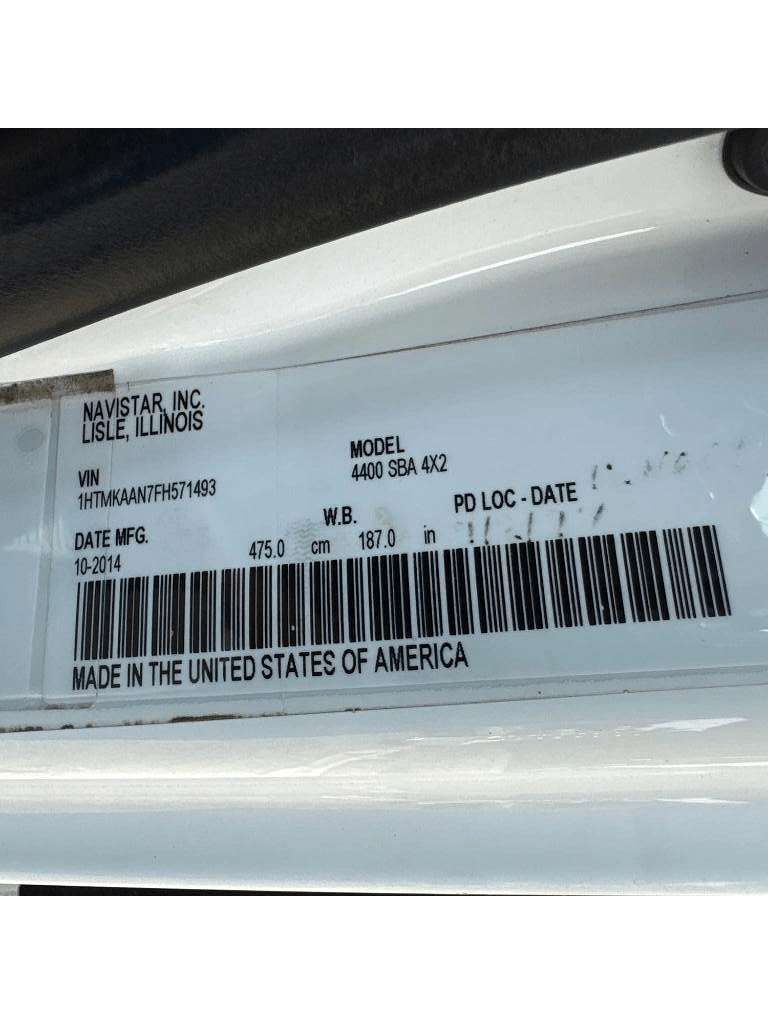 NAVISTAR, INC.
LISLE, ILLINOIS
VIN
1HTMKAAN7FH571493
MODEL
4400 SBA 4X2
DATE MFG.
10-2014
W.B.
475.0 cm 187.0 in
PD LOC - DATE
MADE IN THE UNITED STATES OF AMERICA